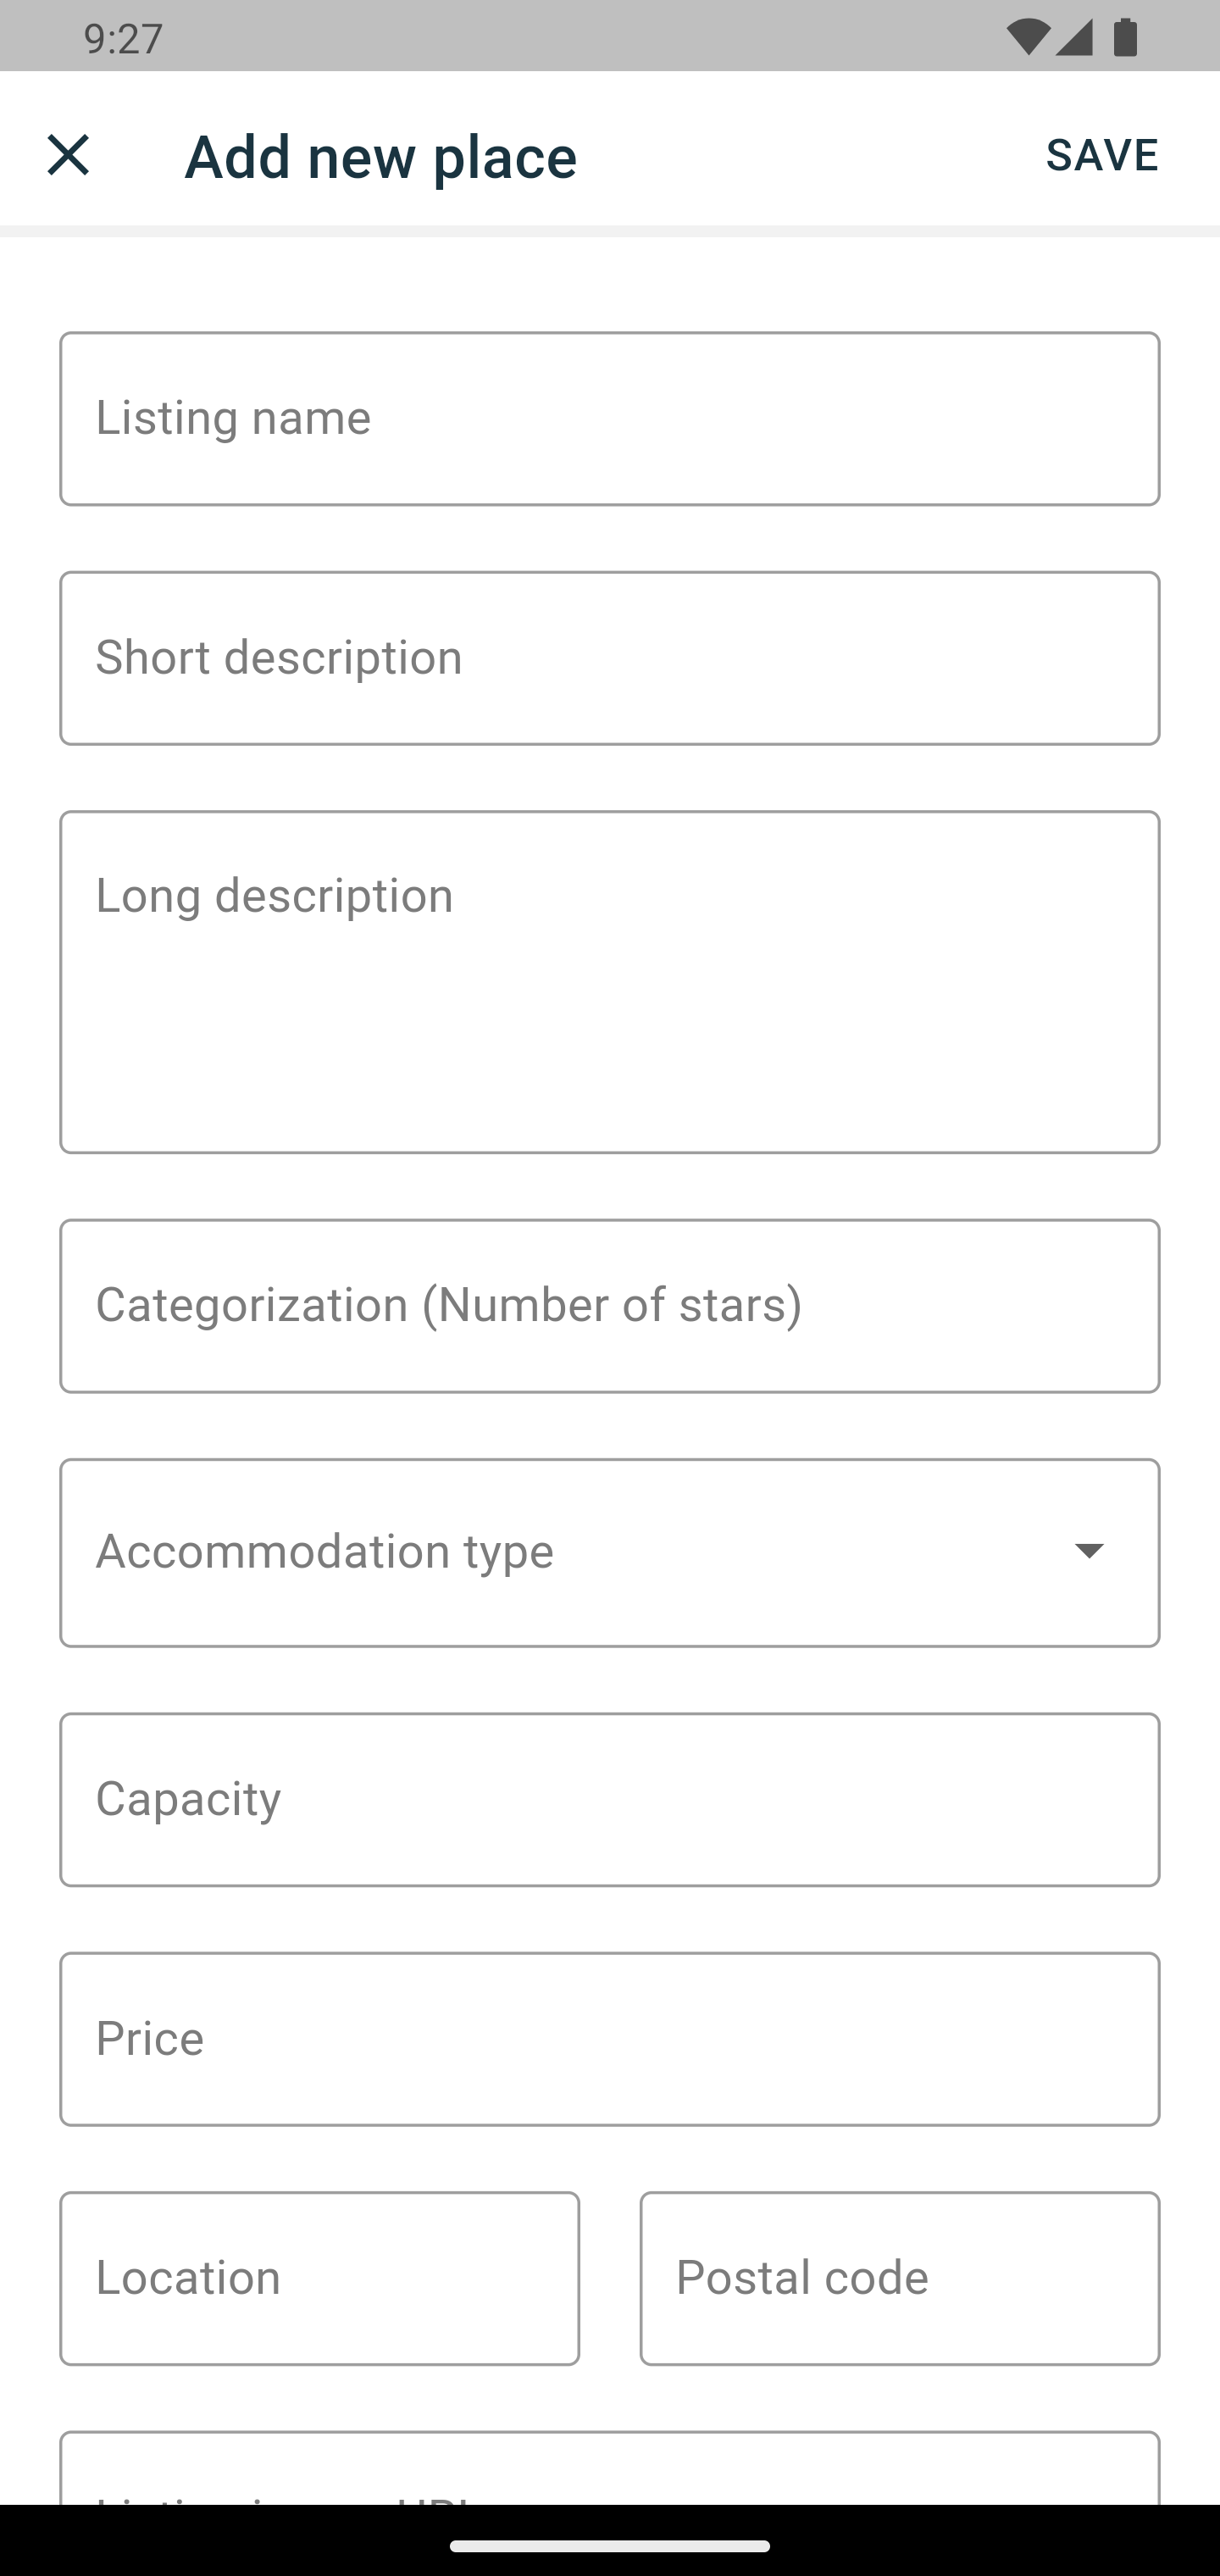 9:27
Add new place
SAVE
Listing name
Short description
Long description
Categorization (Number of stars)
Accommodation type
Capacity
Price
Location
Postal code